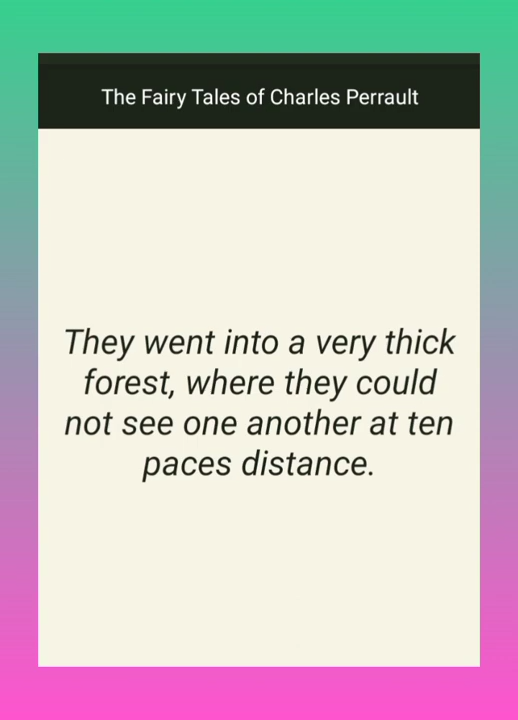 The Fairy Tales of Charles Perrault
They went into a very thick
forest, where they could
not see one another at ten
paces distance.